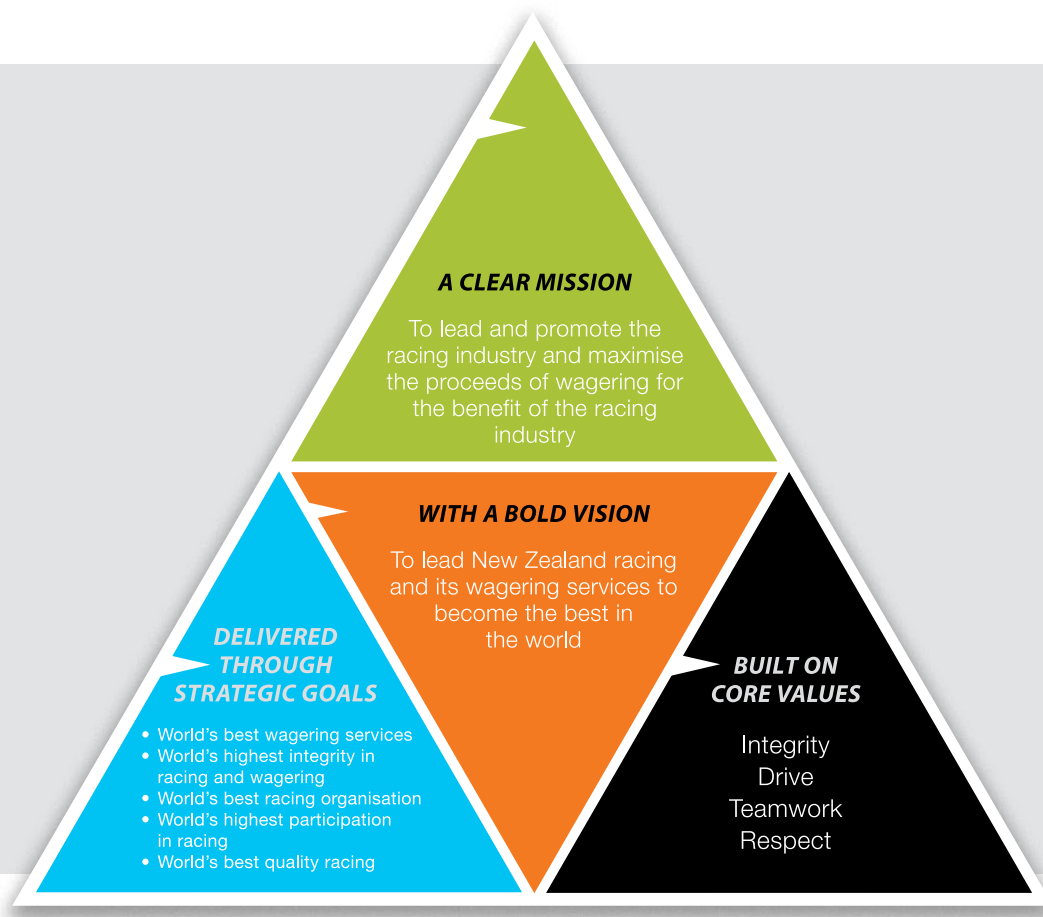 A CLEAR MISSION
To lead and promote the
racing industry and maximise
the proceeds of wagering for
the benefit of the racing
industry
WITH A BOLD VISION
To lead New Zealand racing
and its wagering services to
become the best in
the world
DELIVERED
THROUGH
STRATEGIC GOALS
• World’s best wagering services
• World’s highest integrity in
racing and wagering
• World’s best racing organisation
• World’s highest participation
in racing
• World’s best quality racing
BUILT ON
CORE VALUES
Integrity
Drive
Teamwork
Respect